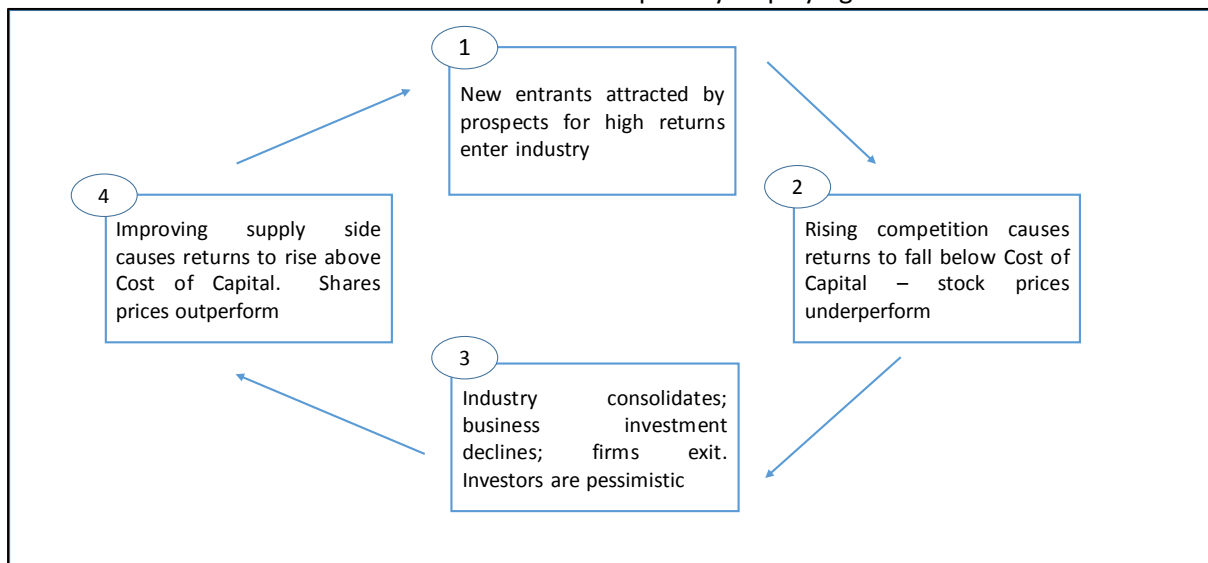 1
New entrants attracted by
prospects for high returns
enter industry
2
Rising competition causes
returns to fall below Cost of
Capital – stock prices
underperform
3
Industry consolidates;
business investment
declines; firms exit.
Investors are pessimistic
4
Improving supply side
causes returns to rise above
Cost of Capital. Shares
prices outperform